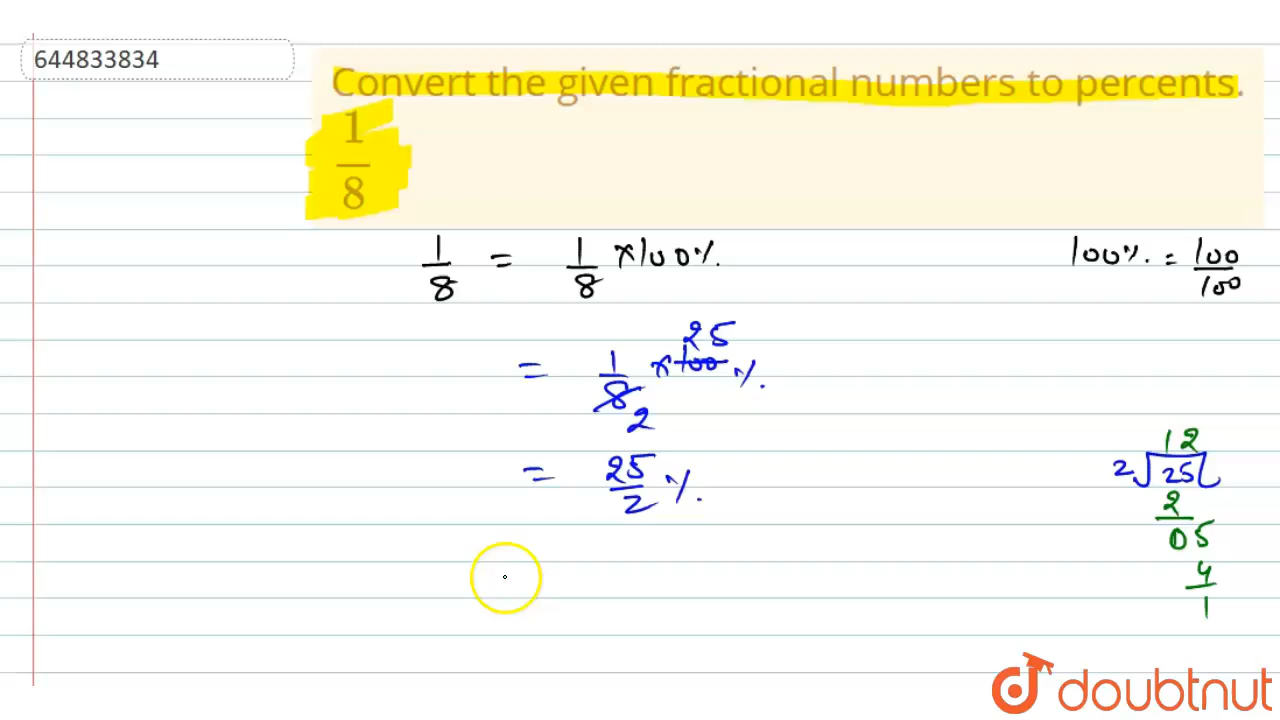 644833834
Convert the given fractional numbers to percents.
1/8
1/8 = 1/8 × 100%
100% = 100/100
= 1/8 × 100 %
25
2
= 25/2 %
12
2 25
2
05
4
1
doubtnut